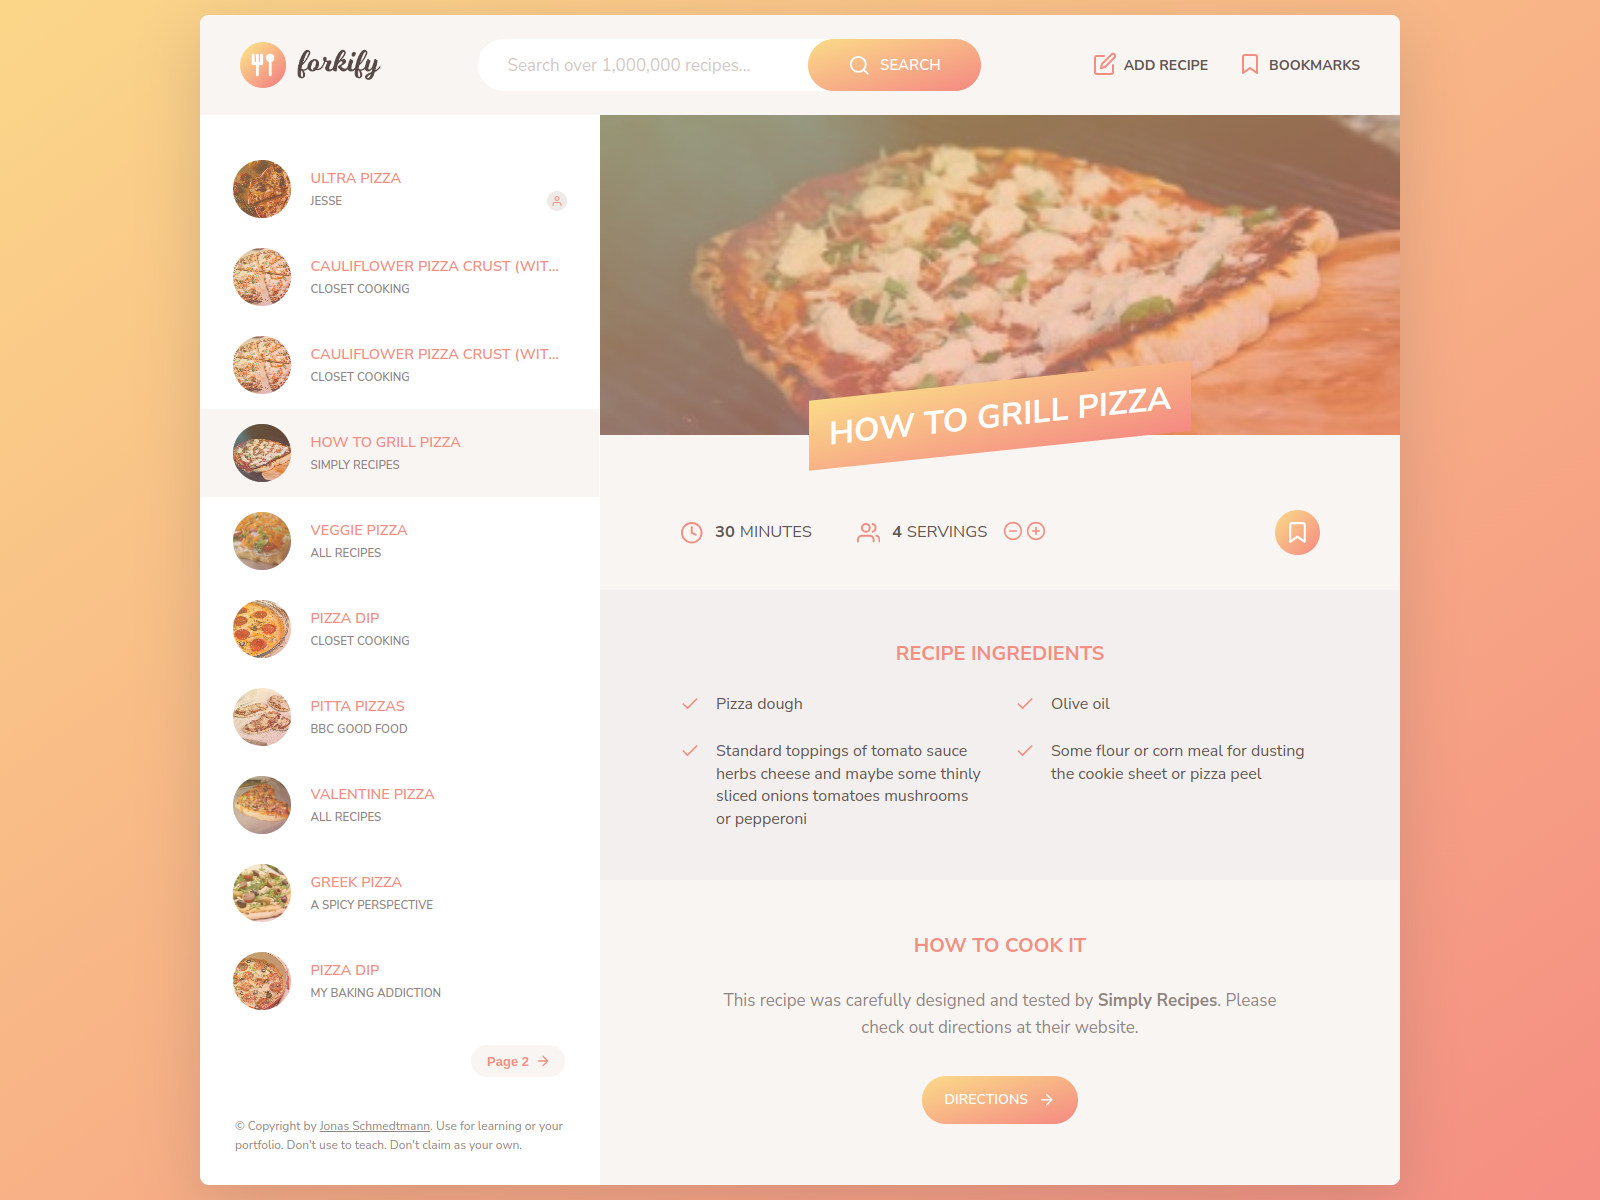 forkify
Search over 1,000,000 recipes...
SEARCH
ADD RECIPE
BOOKMARKS
ULTRA PIZZA
JESSE
CAULIFLOWER PIZZA CRUST (WIT...
CLOSET COOKING
CAULIFLOWER PIZZA CRUST (WIT...
CLOSET COOKING
HOW TO GRILL PIZZA
SIMPLY RECIPES
VEGGIE PIZZA
ALL RECIPES
PIZZA DIP
CLOSET COOKING
PITTA PIZZAS
BBC GOOD FOOD
VALENTINE PIZZA
ALL RECIPES
GREEK PIZZA
A SPICY PERSPECTIVE
PIZZA DIP
MY BAKING ADDICTION
Page 2
© Copyright by Jonas Schmedtmann. Use for learning or your
portfolio. Don't use to teach. Don't claim as your own.
HOW TO GRILL PIZZA
30 MINUTES
4 SERVINGS
RECIPE INGREDIENTS
Pizza dough
Olive oil
Standard toppings of tomato sauce
herbs cheese and maybe some thinly
sliced onions tomatoes mushrooms
or pepperoni
Some flour or corn meal for dusting
the cookie sheet or pizza peel
HOW TO COOK IT
This recipe was carefully designed and tested by Simply Recipes. Please
check out directions at their website.
DIRECTIONS